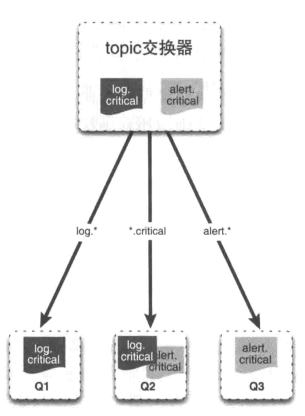 topic交换器
log.
critical
alert.
critical
log.*
*.critical
alert.*
log.
critical
Q1
log.
critical
alert.
critical
Q2
alert.
critical
Q3